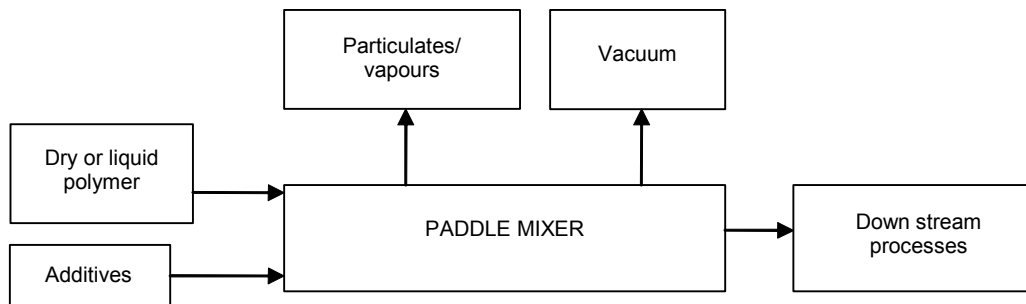 Particulates/
vapours
Vacuum
Dry or liquid
polymer
PADDLE MIXER
Down stream
processes
Additives